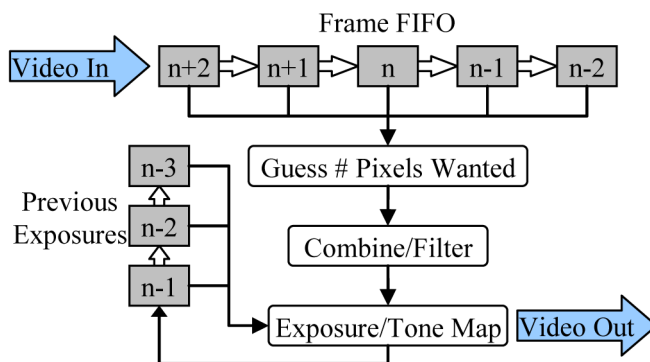 Frame FIFO
Video In
n+2
n+1
n
n-1
n-2
Guess # Pixels Wanted
n-3
Previous
Exposures
n-2
n-1
Combine/Filter
Exposure/Tone Map
Video Out